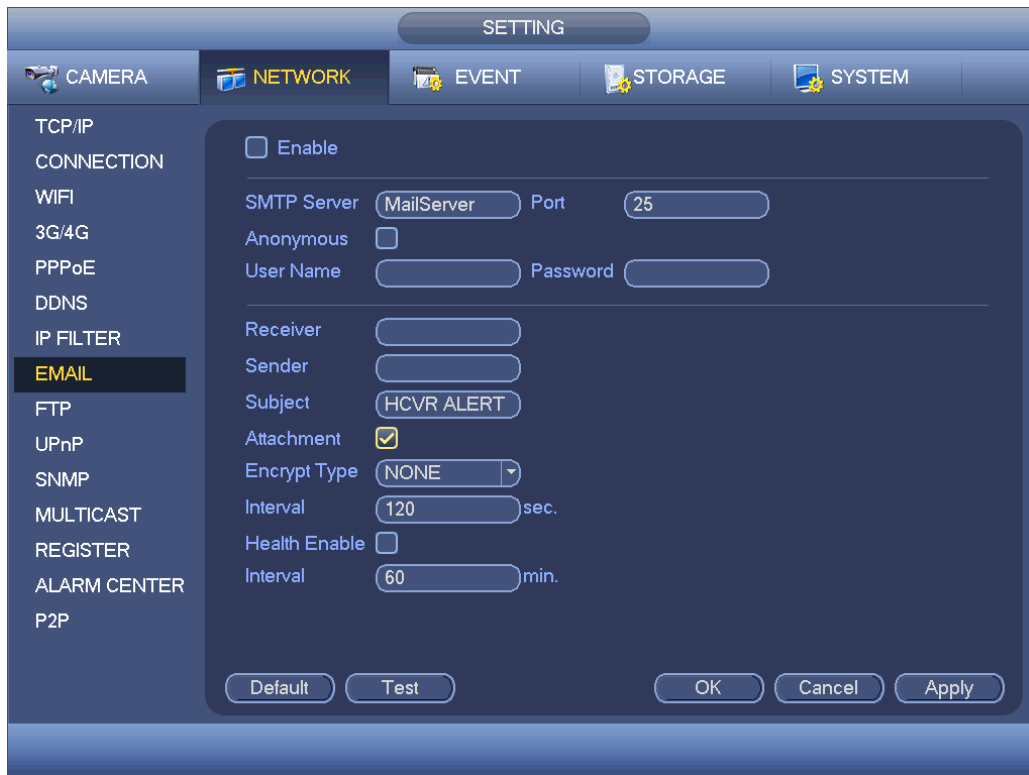 SETTING
CAMERA NETWORK EVENT STORAGE SYSTEM
TCP/IP
CONNECTION
WIFI
3G/4G
PPPoE
DDNS
IP FILTER
EMAIL
FTP
UPnP
SNMP
MULTICAST
REGISTER
ALARM CENTER
P2P
Enable
SMTP Server MailServer Port 25
Anonymous
User Name Password
Receiver
Sender
Subject HCVR ALERT
Attachment
Encrypt Type NONE
Interval 120 sec.
Health Enable
Interval 60 min.
Default Test OK Cancel Apply